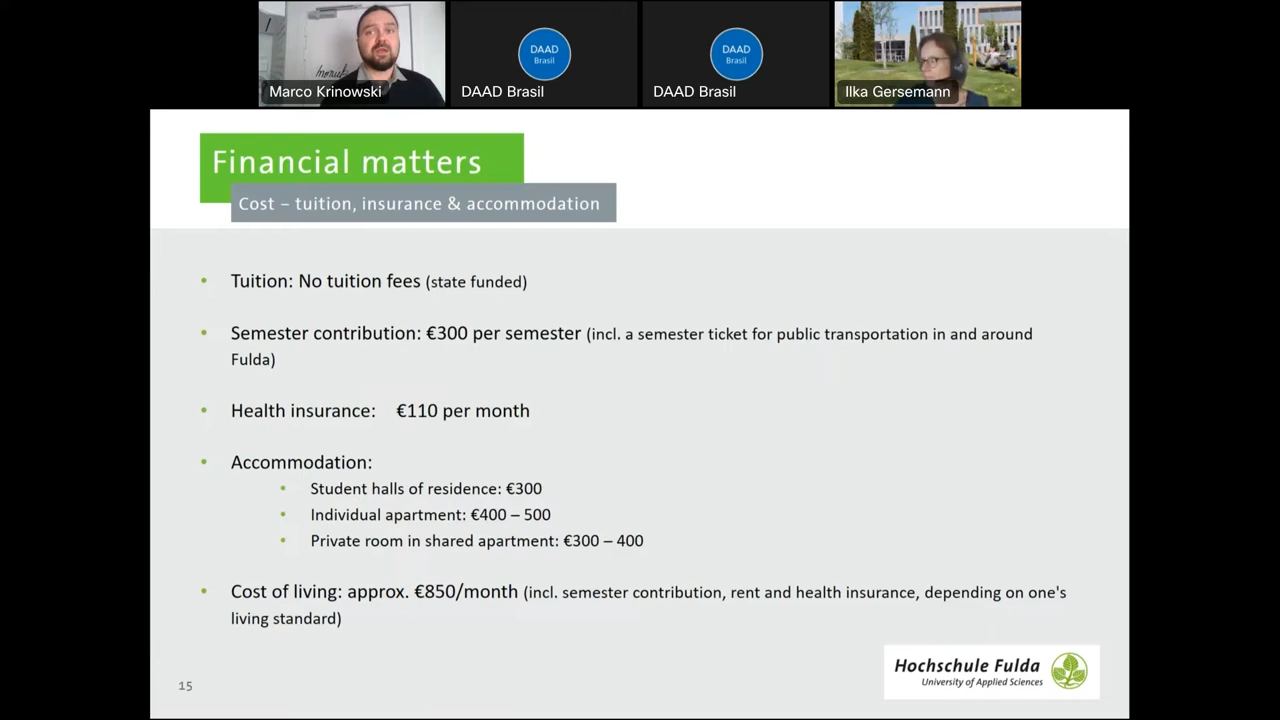 Marco Krinowski
DAAD
Brasil
DAAD Brasil
DAAD
Brasil
DAAD Brasil
Ilka Gersemann
Financial matters
Cost – tuition, insurance & accommodation
• Tuition: No tuition fees (state funded)
• Semester contribution: €300 per semester (incl. a semester ticket for public transportation in and around
Fulda)
• Health insurance: €110 per month
• Accommodation:
• Student halls of residence: €300
• Individual apartment: €400 – 500
• Private room in shared apartment: €300 – 400
• Cost of living: approx. €850/month (incl. semester contribution, rent and health insurance, depending on one's
living standard)
Hochschule Fulda
University of Applied Sciences
15